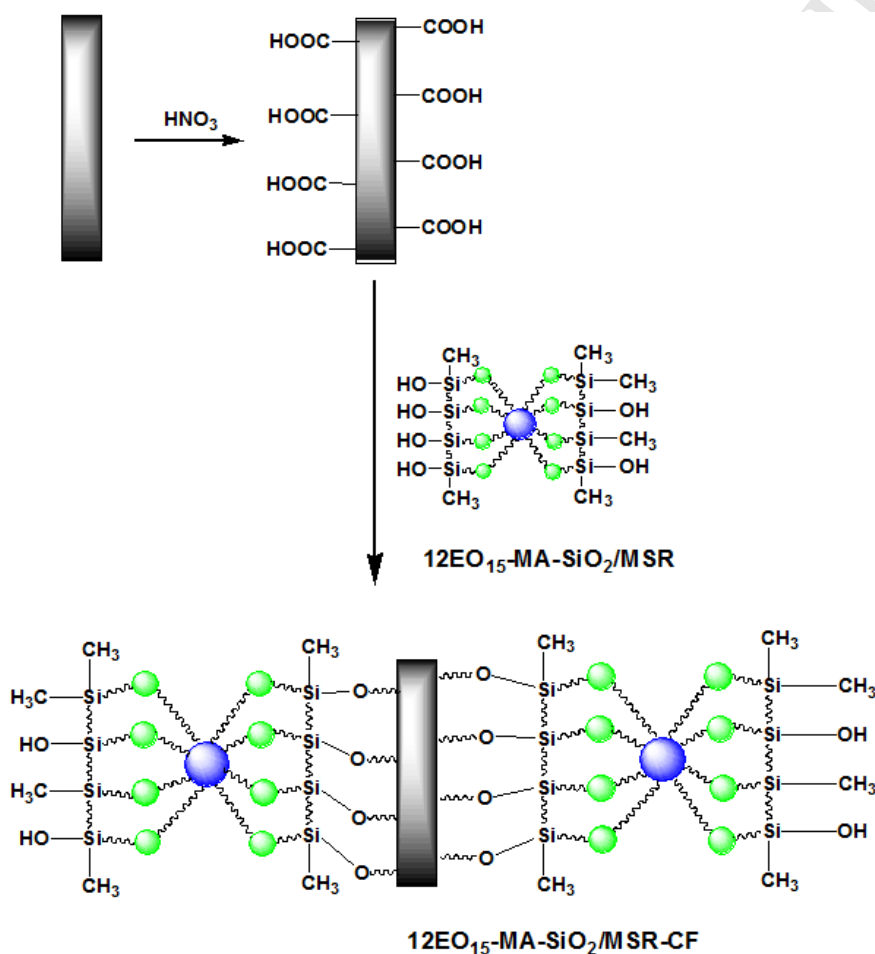 COOH
HOOC
COOH
HNO3
HOOC
COOH
HOOC
COOH
HOOC
CH3 CH3
HO Si Si CH3
HO Si Si OH
HO Si Si CH3
HO Si Si OH
CH3 CH3
12EO15-MA-SiO2/MSR
CH3 CH3 CH3 CH3
H3C Si Si O O Si Si CH3
HO Si Si O O Si Si OH
H3C Si Si O O Si Si CH3
HO Si Si O O Si Si OH
CH3 CH3 CH3 CH3
12EO15-MA-SiO2/MSR-CF